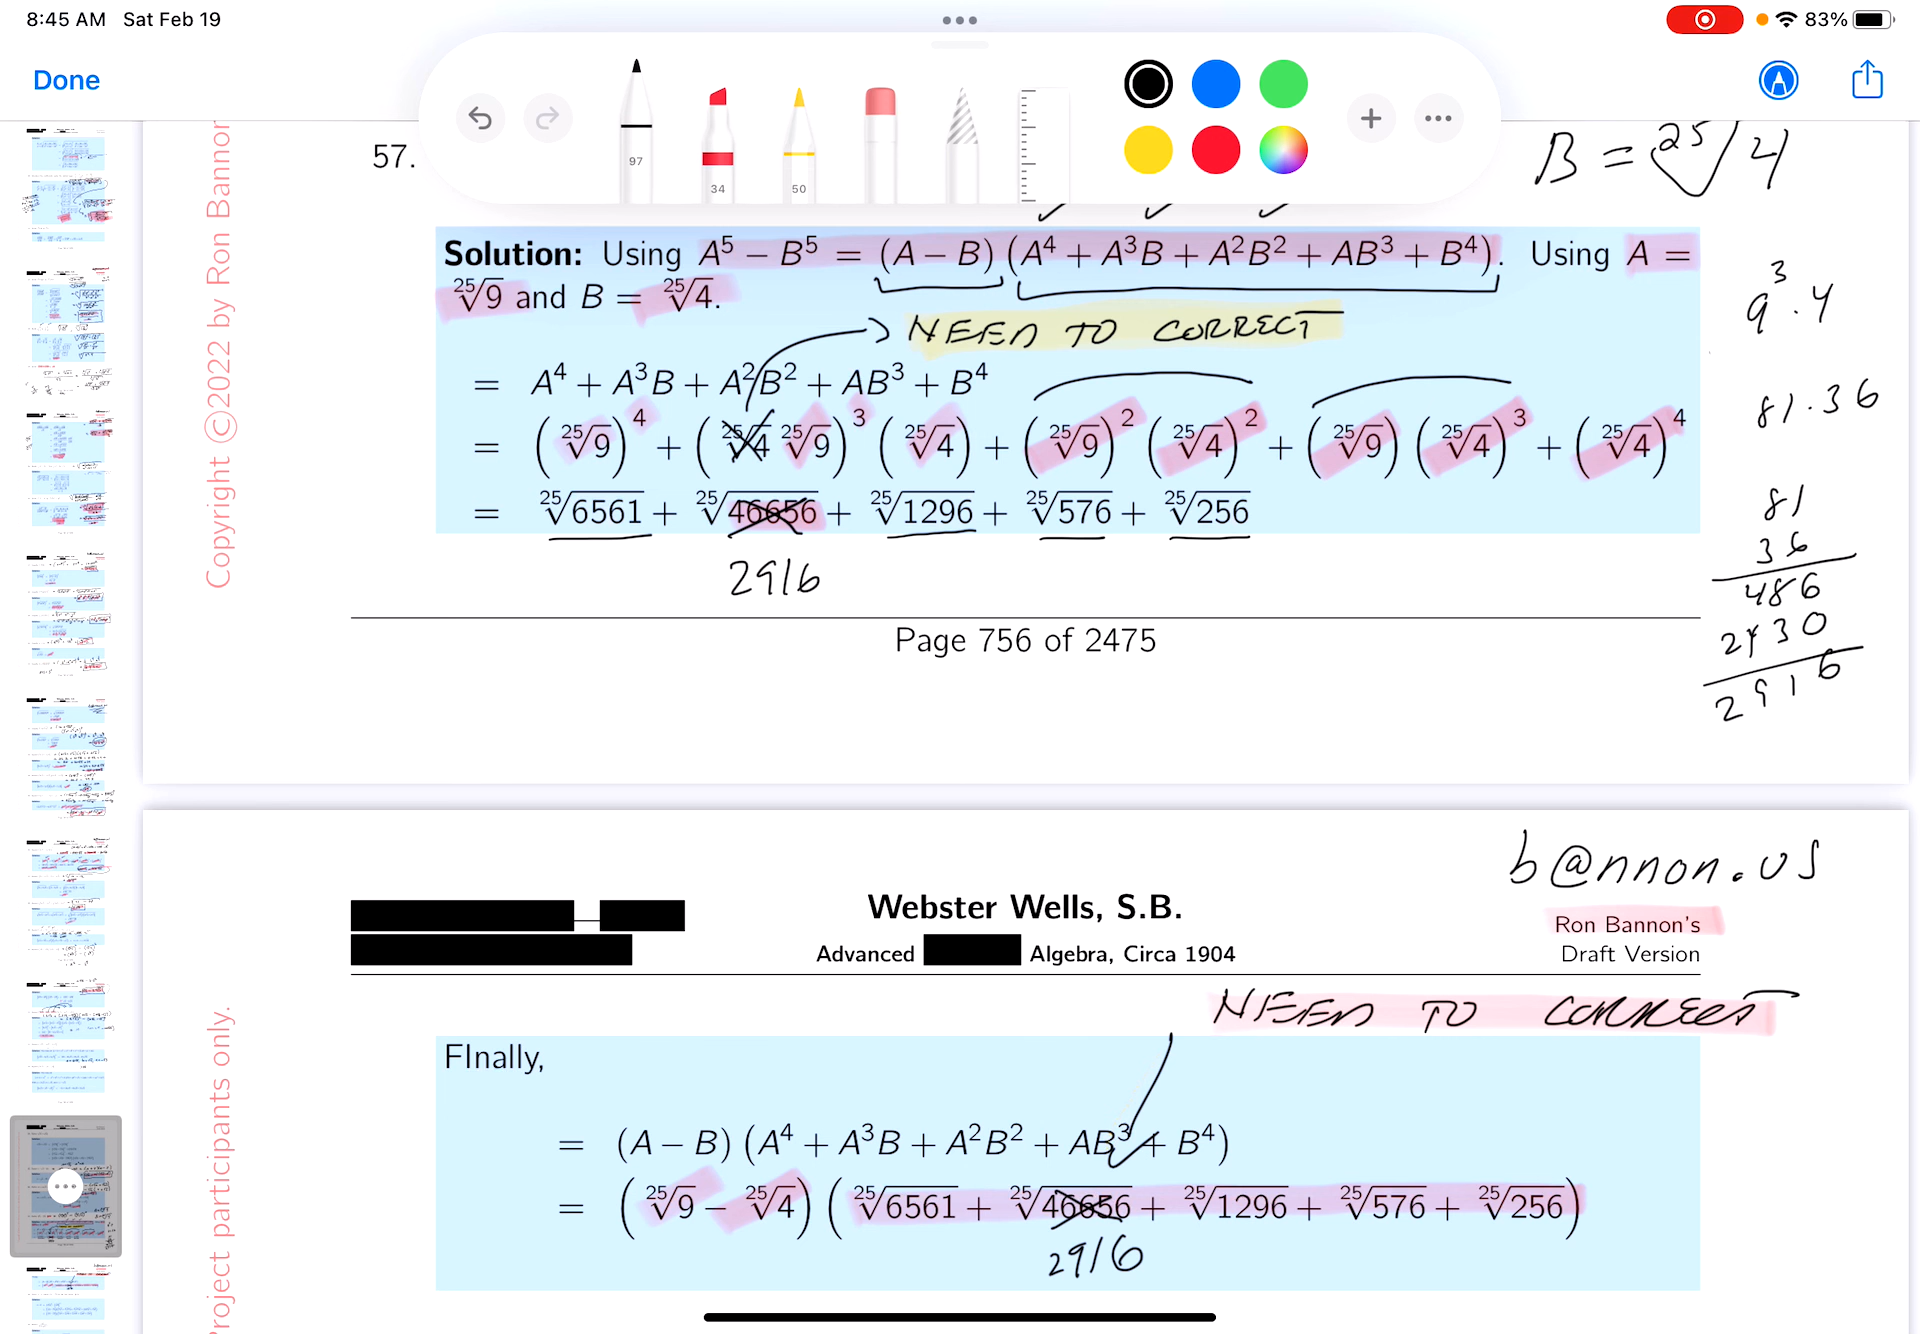 8:45 AM Sat Feb 19
83%
Done
97
34
50
Copyright ©2022 by Ron Bannon
57.
B = ²⁵√4
Solution: Using A⁵ − B⁵ = (A − B) (A⁴ + A³B + A²B² + AB³ + B⁴). Using A =
²⁵√9 and B = ²⁵√4.
NEED TO CORRECT
= A⁴ + A³B + A²B² + AB³ + B⁴
= (²⁵√9)⁴ + (²⁵√4 ²⁵√9)³ (²⁵√4) + (²⁵√9)² (²⁵√4)² + (²⁵√9) (²⁵√4)³ + (²⁵√4)⁴
= ²⁵√6561 + ²⁵√46656 + ²⁵√1296 + ²⁵√576 + ²⁵√256
2916
9³ · 4
81 · 36
81
36
486
2430
2916
Page 756 of 2475
b@nnon.us
Webster Wells, S.B.
Advanced Algebra, Circa 1904
Ron Bannon's
Draft Version
NEED TO CORRECT
Project participants only.
FInally,
= (A − B) (A⁴ + A³B + A²B² + AB³ + B⁴)
= (²⁵√9 − ²⁵√4) (²⁵√6561 + ²⁵√46656 + ²⁵√1296 + ²⁵√576 + ²⁵√256)
2916